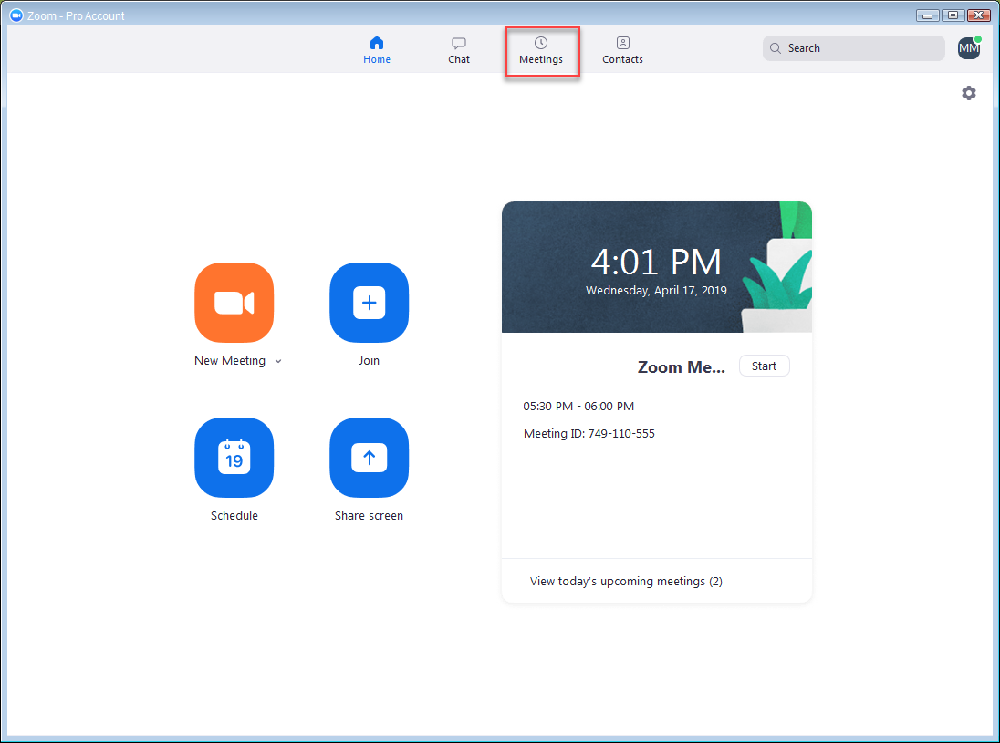 Zoom - Pro Account
Home
Chat
Meetings
Contacts
Search
MM
4:01 PM
Wednesday, April 17, 2019
New Meeting
Join
Zoom Me...
Start
05:30 PM - 06:00 PM
Meeting ID: 749-110-555
19
Schedule
Share screen
View today's upcoming meetings (2)